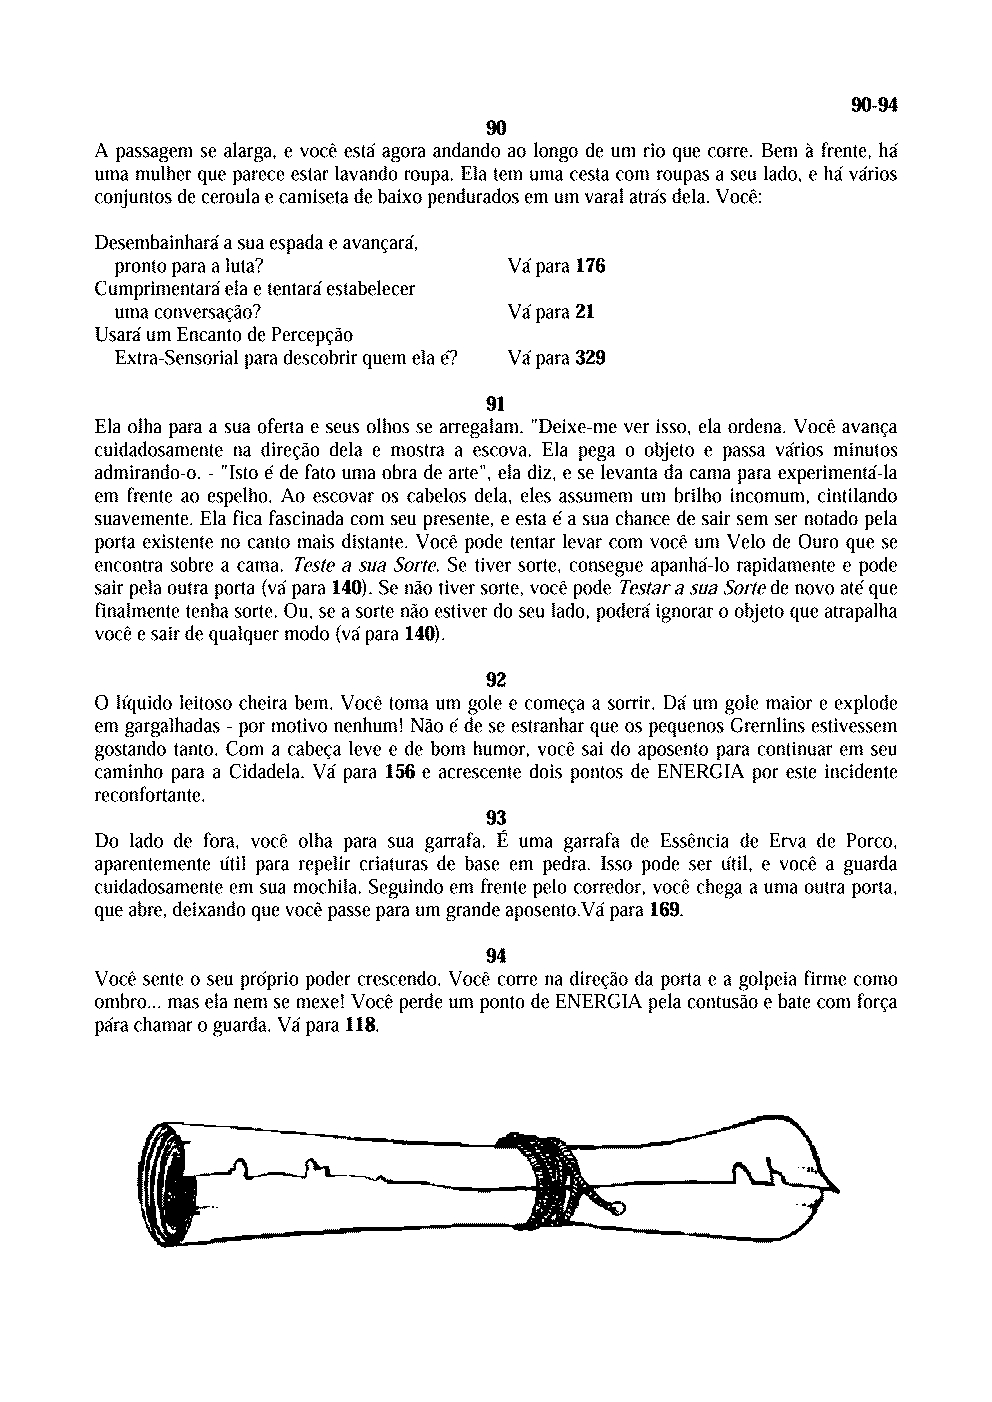 90-94
90
A passagem se alarga, e você está agora andando ao longo de um rio que corre. Bem à frente, há
uma mulher que parece estar lavando roupa. Ela tem uma cesta com roupas a seu lado, e há vários
conjuntos de ceroula e camiseta de baixo pendurados em um varal atrás dela. Você:
Desembainhará a sua espada e avançará,
pronto para a luta? Vá para 176
Cumprimentará ela e tentará estabelecer
uma conversação? Vá para 21
Usará um Encanto de Percepção
Extra-Sensorial para descobrir quem ela é? Vá para 329
91
Ela olha para a sua oferta e seus olhos se arregalam. "Deixe-me ver isso, ela ordena. Você avança
cuidadosamente na direção dela e mostra a escova. Ela pega o objeto e passa vários minutos
admirando-o. - "Isto é de fato uma obra de arte", ela diz, e se levanta da cama para experimentá-la
em frente ao espelho. Ao escovar os cabelos dela, eles assumem um brilho incomum, cintilando
suavemente. Ela fica fascinada com seu presente, e esta é a sua chance de sair sem ser notado pela
porta existente no canto mais distante. Você pode tentar levar com você um Velo de Ouro que se
encontra sobre a cama. Teste a sua Sorte. Se tiver sorte, consegue apanhá-lo rapidamente e pode
sair pela outra porta (vá para 140). Se não tiver sorte, você pode Testar a sua Sorte de novo até que
finalmente tenha sorte. Ou, se a sorte não estiver do seu lado, poderá ignorar o objeto que atrapalha
você e sair de qualquer modo (vá para 140).
92
O líquido leitoso cheira bem. Você toma um gole e começa a sorrir. Dá um gole maior e explode
em gargalhadas - por motivo nenhum! Não é de se estranhar que os pequenos Gremlins estivessem
gostando tanto. Com a cabeça leve e de bom humor, você sai do aposento para continuar em seu
caminho para a Cidadela. Vá para 156 e acrescente dois pontos de ENERGIA por este incidente
reconfortante.
93
Do lado de fora, você olha para sua garrafa. É uma garrafa de Essência de Erva de Porco,
aparentemente útil para repelir criaturas de base em pedra. Isso pode ser útil, e você a guarda
cuidadosamente em sua mochila. Seguindo em frente pelo corredor, você chega a uma outra porta,
que abre, deixando que você passe para um grande aposento.Vá para 169.
94
Você sente o seu próprio poder crescendo. Você corre na direção da porta e a golpeia firme como
ombro... mas ela nem se mexe! Você perde um ponto de ENERGIA pela contusão e bate com força
pára chamar o guarda. Vá para 118.